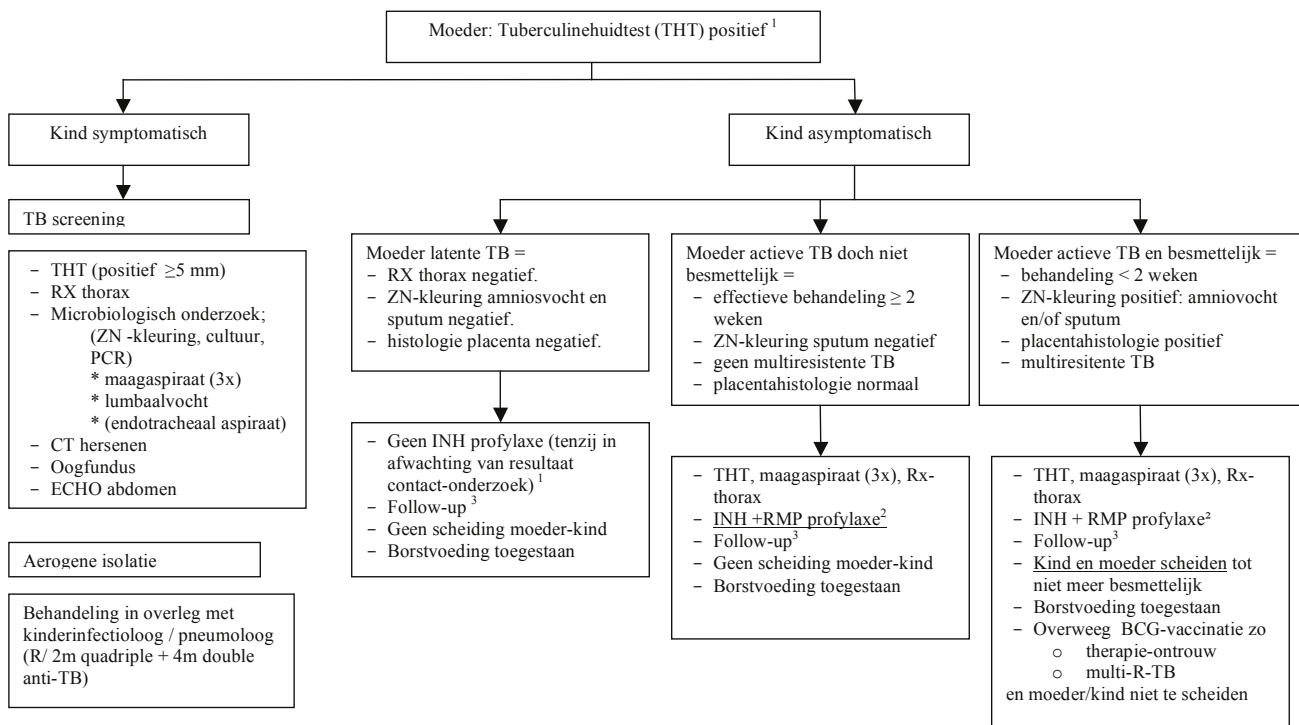 Moeder: Tuberculinehuidtest (THT) positief ¹
Kind symptomatisch
Kind asymptomatisch
TB screening
− THT (positief ≥5 mm)
− RX thorax
− Microbiologisch onderzoek;
(ZN -kleuring, cultuur,
PCR)
* maagaspiraat (3x)
* lumbaalvocht
* (endotracheaal aspiraat)
− CT hersenen
− Oogfundus
− ECHO abdomen
Aerogene isolatie
Behandeling in overleg met
kinderinfectioloog / pneumoloog
(R/ 2m quadriple + 4m double
anti-TB)
Moeder latente TB =
− RX thorax negatief.
− ZN-kleuring amniosvocht en
sputum negatief.
− histologie placenta negatief.
− Geen INH profylaxe (tenzij in
afwachting van resultaat
contact-onderzoek) ¹
− Follow-up ³
− Geen scheiding moeder-kind
− Borstvoeding toegestaan
Moeder actieve TB doch niet
besmettelijk =
− effectieve behandeling ≥ 2
weken
− ZN-kleuring sputum negatief
− geen multiresistente TB
− placentahistologie normaal
− THT, maagaspiraat (3x), Rx-
thorax
− INH +RMP profylaxe²
− Follow-up³
− Geen scheiding moeder-kind
− Borstvoeding toegestaan
Moeder actieve TB en besmettelijk =
− behandeling < 2 weken
− ZN-kleuring positief: amniovocht
en/of sputum
− placentahistologie positief
− multiresitente TB
− THT, maagaspiraat (3x), Rx-
thorax
− INH + RMP profylaxe²
− Follow-up³
− Kind en moeder scheiden tot
niet meer besmettelijk
− Borstvoeding toegestaan
− Overweeg BCG-vaccinatie zo
o therapie-ontrouw
o multi-R-TB
en moeder/kind niet te scheiden